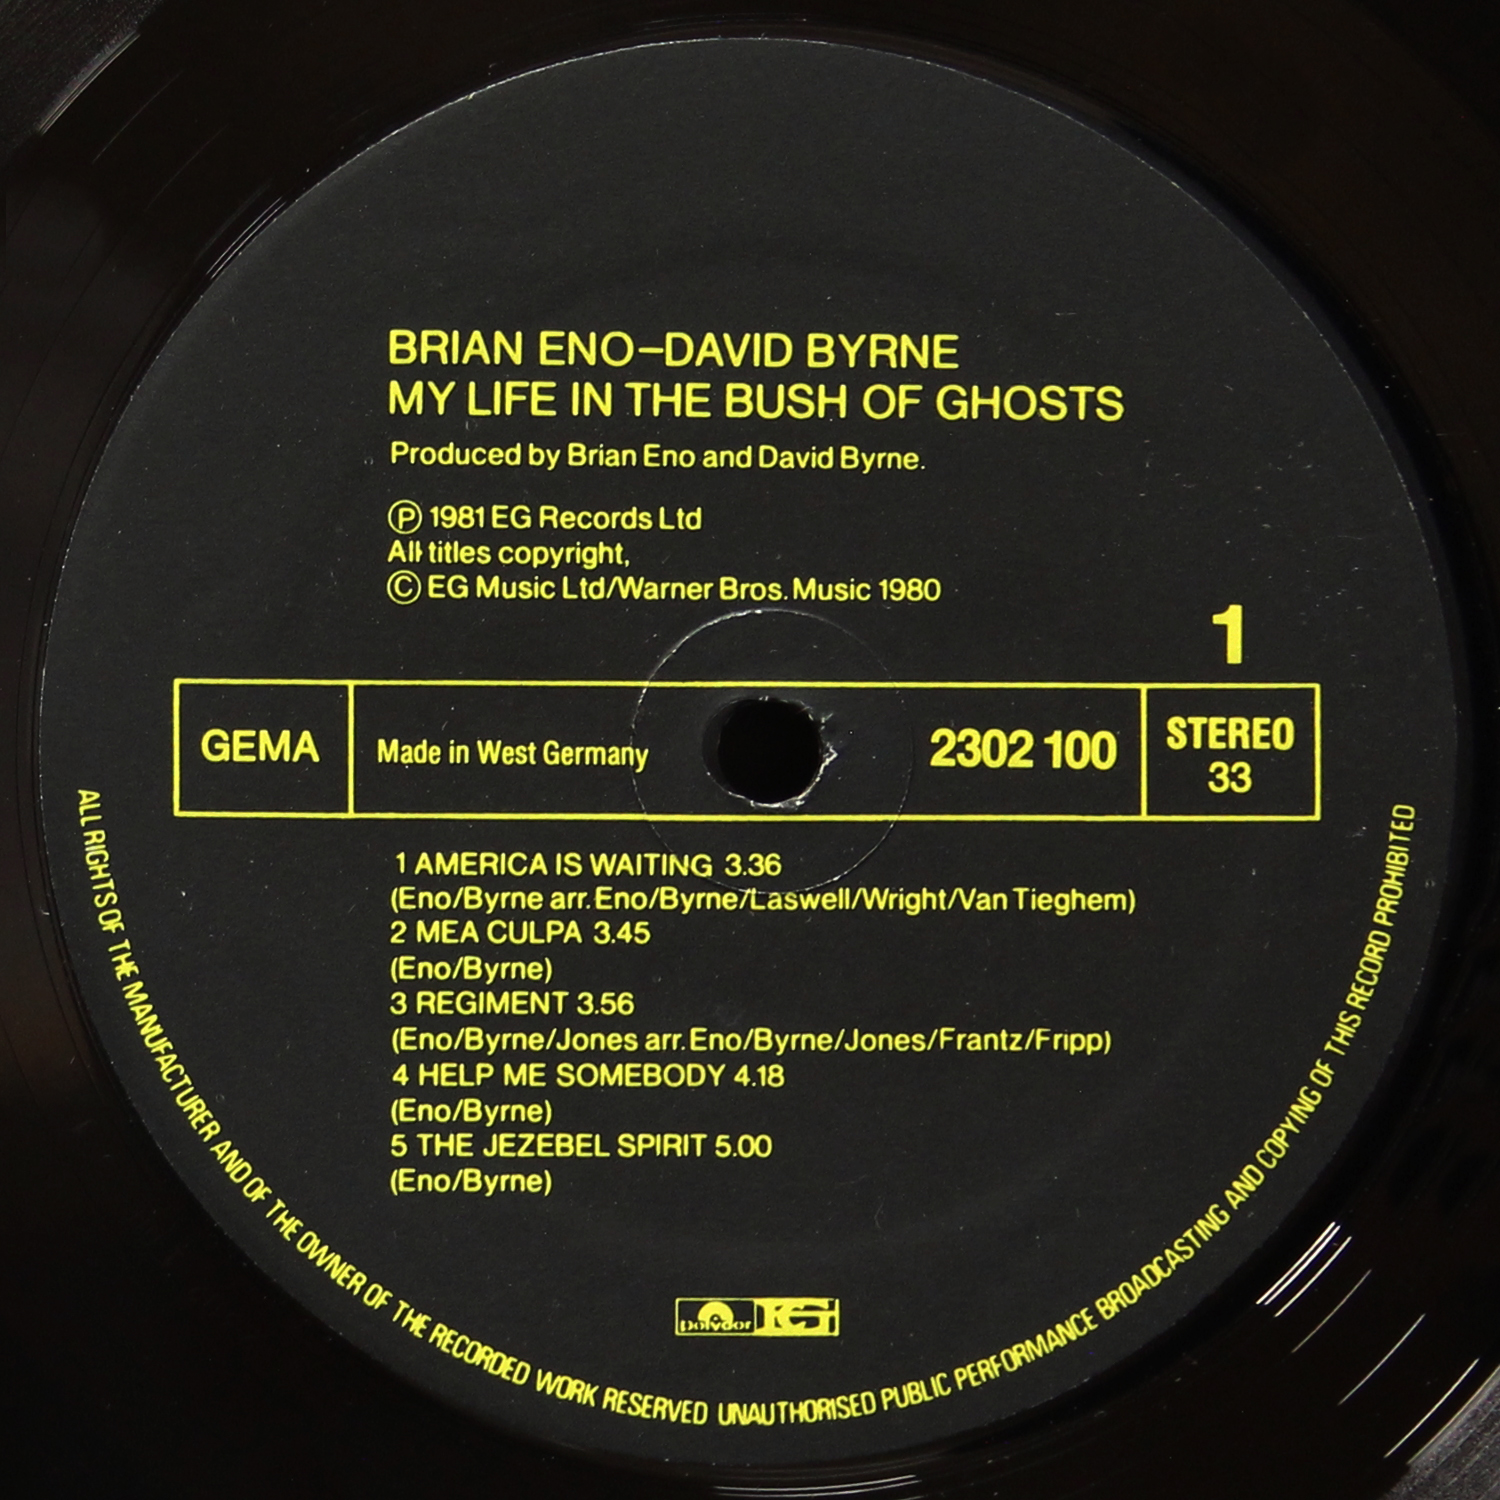 BRIAN ENO–DAVID BYRNE
MY LIFE IN THE BUSH OF GHOSTS
Produced by Brian Eno and David Byrne.
Ⓟ 1981 EG Records Ltd
All titles copyright,
© EG Music Ltd/Warner Bros. Music 1980
1
GEMA
Made in West Germany
2302 100
STEREO
33
1 AMERICA IS WAITING 3.36
(Eno/Byrne arr. Eno/Byrne/Laswell/Wright/Van Tieghem)
2 MEA CULPA 3.45
(Eno/Byrne)
3 REGIMENT 3.56
(Eno/Byrne/Jones arr. Eno/Byrne/Jones/Frantz/Fripp)
4 HELP ME SOMEBODY 4.18
(Eno/Byrne)
5 THE JEZEBEL SPIRIT 5.00
(Eno/Byrne)
polydor EG
ALL RIGHTS OF THE MANUFACTURER AND OF THE OWNER OF THE RECORDED WORK RESERVED UNAUTHORISED PUBLIC PERFORMANCE BROADCASTING AND COPYING OF THIS RECORD PROHIBITED